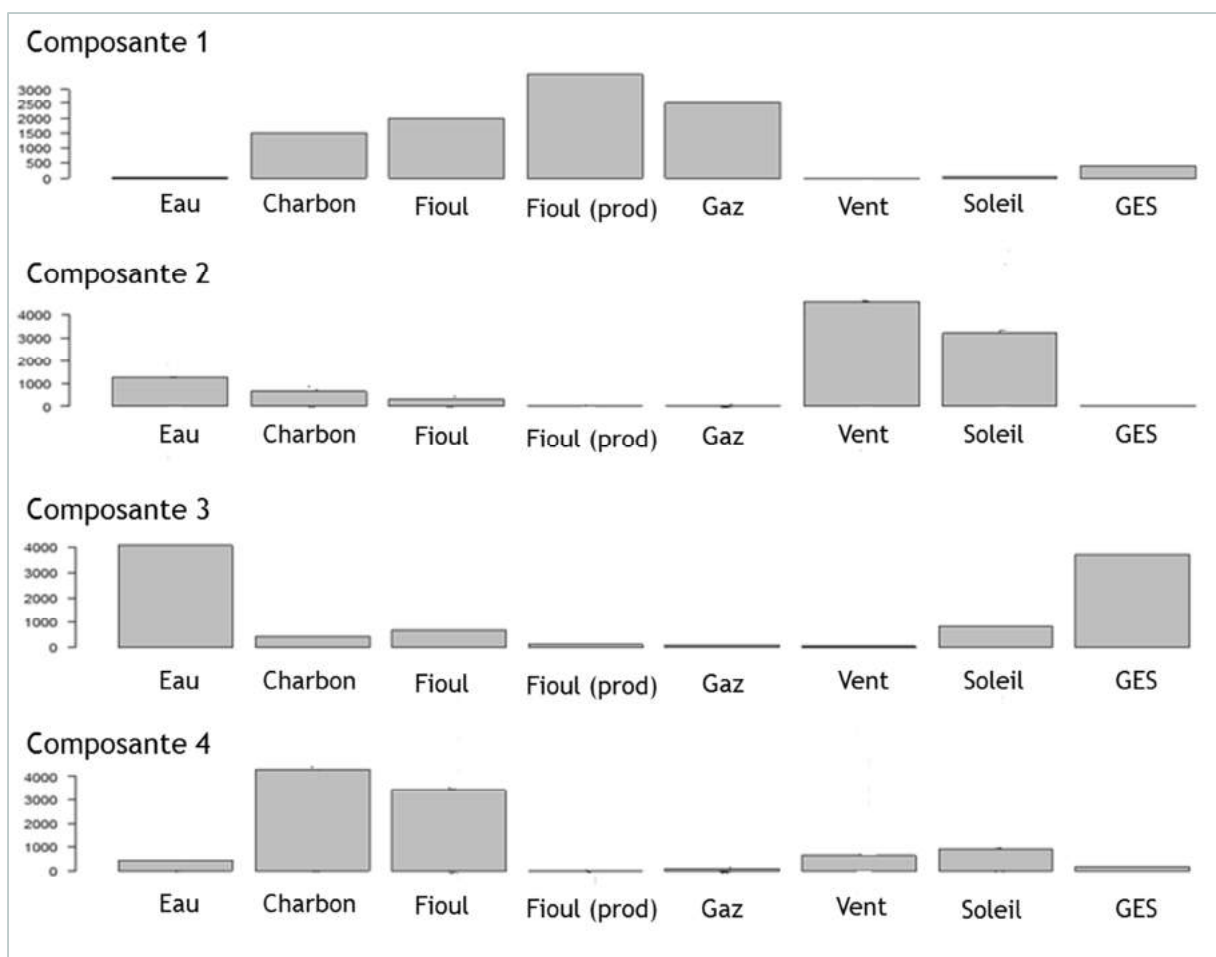 Composante 1
3000
2500
2000
1500
1000
500
0
Eau Charbon Fioul Fioul (prod) Gaz Vent Soleil GES
Composante 2
4000
3000
2000
1000
0
Eau Charbon Fioul Fioul (prod) Gaz Vent Soleil GES
Composante 3
4000
3000
2000
1000
0
Eau Charbon Fioul Fioul (prod) Gaz Vent Soleil GES
Composante 4
4000
3000
2000
1000
0
Eau Charbon Fioul Fioul (prod) Gaz Vent Soleil GES